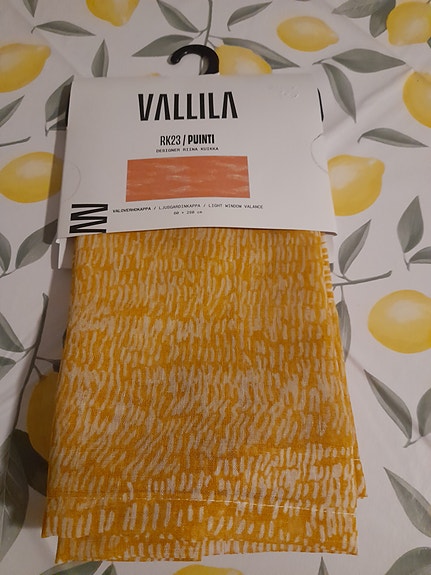 VALLILA
RK23 / PUINTI
DESIGNER RIINA KUIKKA
VALOVERHOKAPPA / LJUSGARDINKAPPA / LIGHT WINDOW VALANCE
60 × 250 cm